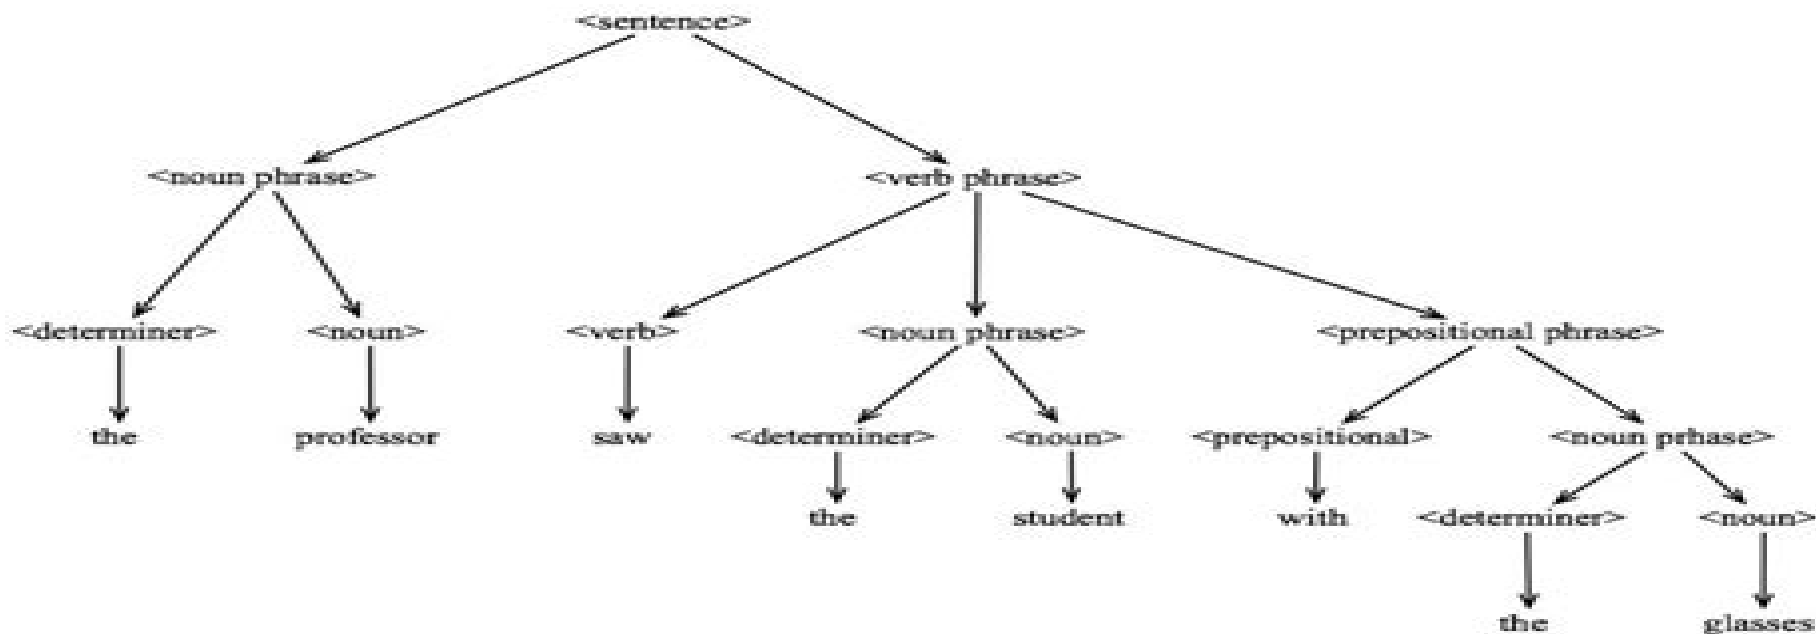 <sentence>
<noun phrase> <verb phrase>
<determiner> <noun> <verb> <noun phrase> <prepositional phrase>
the professor saw <determiner> <noun> <prepositional> <noun prhase>
the student with <determiner> <noun>
the glasses